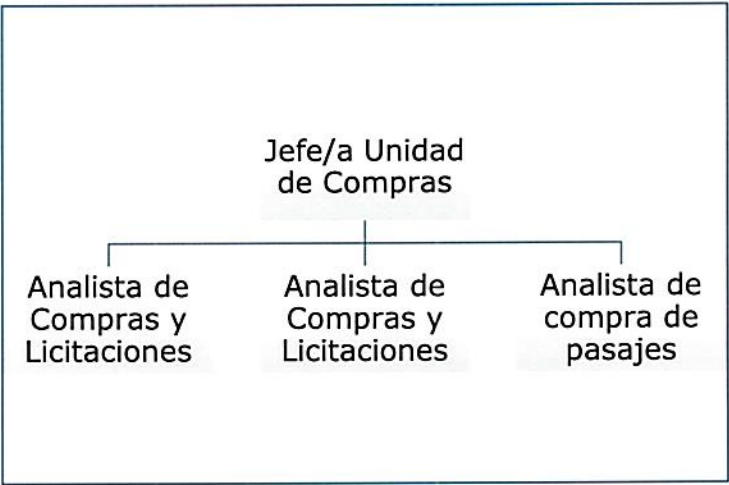 Jefe/a Unidad
de Compras
Analista de
Compras y
Licitaciones
Analista de
Compras y
Licitaciones
Analista de
compra de
pasajes